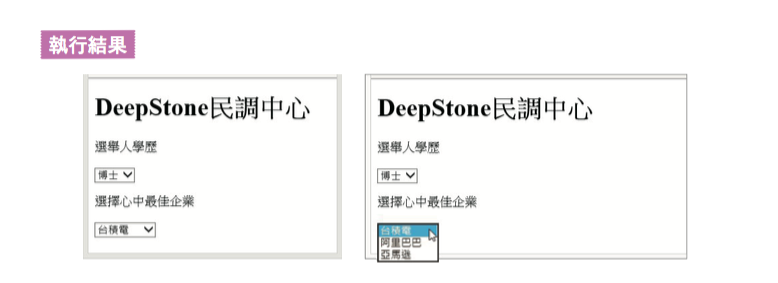 執行結果
DeepStone民調中心
選舉人學歷
博士
選擇心中最佳企業
台積電
DeepStone民調中心
選舉人學歷
博士
選擇心中最佳企業
台積電
阿里巴巴
亞馬遜